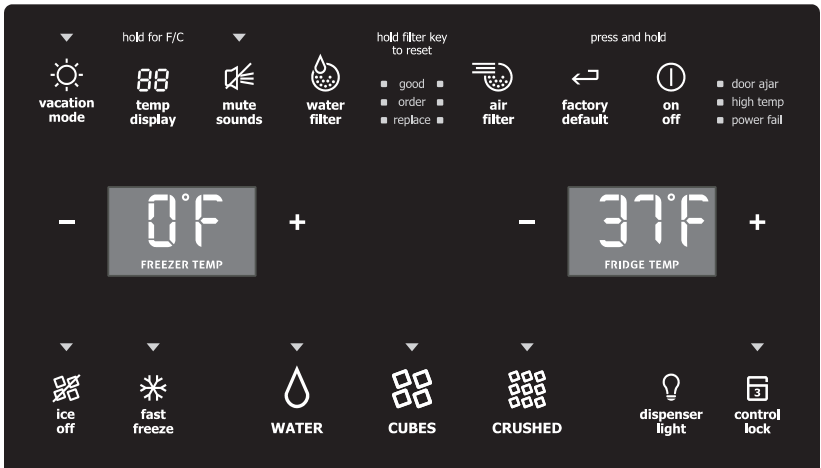 hold for F/C
hold filter key
to reset
press and hold
88
vacation
mode
temp
display
mute
sounds
water
filter
good
order
replace
air
filter
factory
default
on
off
door ajar
high temp
power fail
- 0°F +
FREEZER TEMP
- 37°F +
FRIDGE TEMP
ice
off
fast
freeze
WATER
CUBES
CRUSHED
dispenser
light
3
control
lock